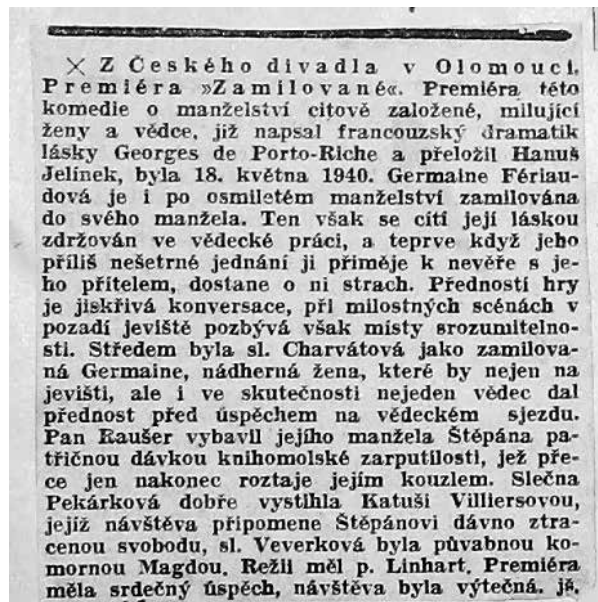 × Z Českého divadla v Olomouci.
Premiéra »Zamilované«. Premiéra této
komedie o manželství citově založené, milující
ženy a vědce, již napsal francouzský dramatik
lásky Georges de Porto-Riche a přeložil Hanuš
Jelínek, byla 18. května 1940. Germaine Fériau-
dová je i po osmiletém manželství zamilována
do svého manžela. Ten však se cítí její láskou
zdržován ve vědecké práci, a teprve když jeho
příliš nešetrné jednání ji přiměje k nevěře s je-
ho přítelem, dostane o ni strach. Předností hry
je jiskřivá konversace, při milostných scénách v
pozadí jeviště pozbývá však místy srozumitelno-
sti. Středem byla sl. Charvátová jako zamilova-
ná Germaine, nádherná žena, které by nejen na
jevišti, ale i ve skutečnosti nejeden vědec dal
přednost před úspěchem na vědeckém sjezdu.
Pan Raušer vybavil jejího manžela Štěpána pa-
třičnou dávkou knihomolské zarputilosti, jež pře-
ce jen nakonec roztaje jejím kouzlem. Slečna
Pekárková dobře vystihla Katuši Villiersovou,
jejíž návštěva připomene Štěpánovi dávno ztra-
cenou svobodu, sl. Veverková byla půvabnou ko-
mornou Magdou. Režii měl p. Linhart. Premiéra
měla srdečný úspěch, návštěva byla výtečná. jš.